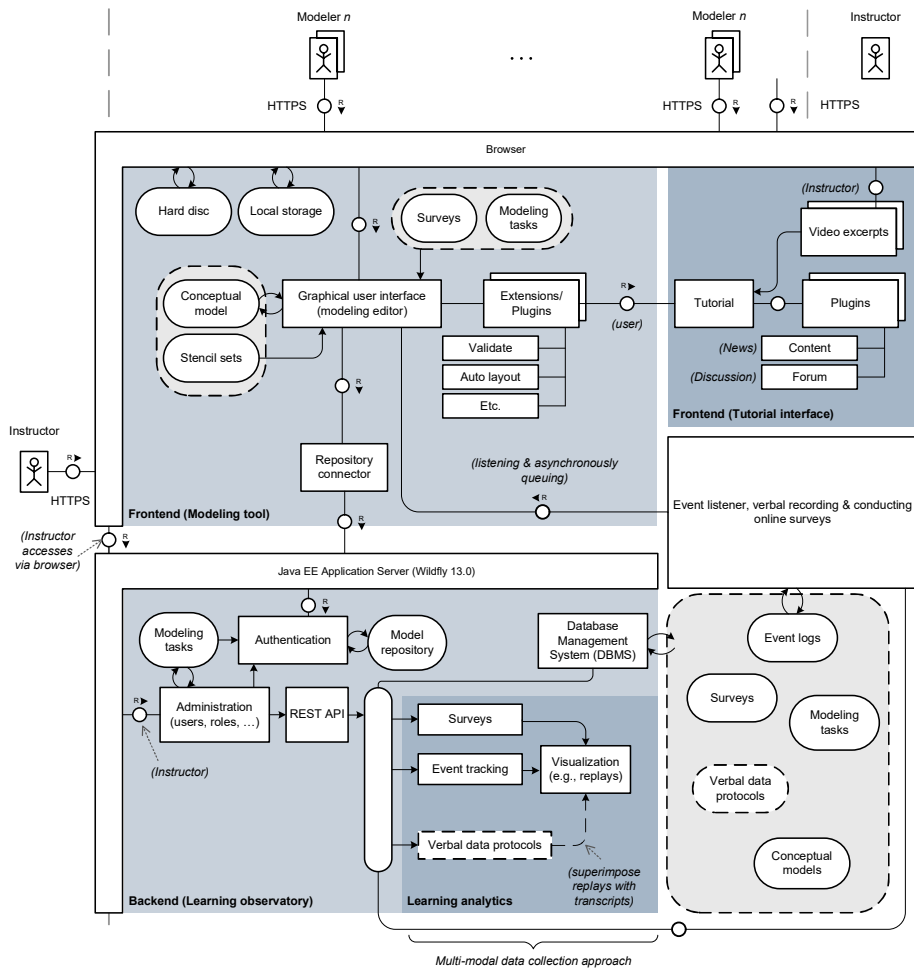 Modeler n
Modeler n
Instructor
...
HTTPS
R
HTTPS
R
R
HTTPS
Browser
Hard disc
Local storage
R
Surveys
Modeling
tasks
(Instructor)
Video excerpts
Conceptual
model
Stencil sets
Graphical user interface
(modeling editor)
Extensions/
Plugins
R
(user)
Tutorial
Plugins
Validate
Auto layout
Etc.
(News)
Content
(Discussion)
Forum
Frontend (Tutorial interface)
R
Instructor
R
HTTPS
Repository
connector
(listening & asynchronously
queuing)
R
Event listener, verbal recording & conducting
online surveys
Frontend (Modeling tool)
R
(Instructor
accesses
via browser)
R
Java EE Application Server (Wildfly 13.0)
R
Modeling
tasks
Authentication
Model
repository
Database
Management
System (DBMS)
Event logs
Surveys
Modeling
tasks
Verbal data
protocols
Conceptual
models
R
Administration
(users, roles, …)
REST API
(Instructor)
Surveys
Event tracking
Visualization
(e.g., replays)
Verbal data protocols
(superimpose
replays with
transcripts)
Backend (Learning observatory)
Learning analytics
Multi-modal data collection approach